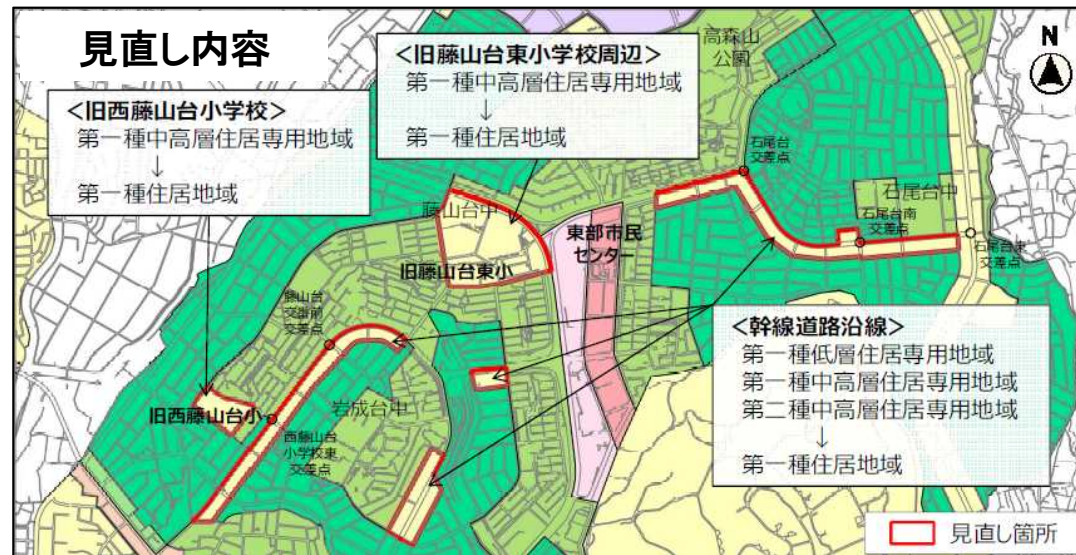 見直し内容
<旧西藤山台小学校>
第一種中高層住居専用地域
↓
第一種住居地域
<旧藤山台東小学校周辺>
第一種中高層住居専用地域
↓
第一種住居地域
高森山
公園
N
石尾台
交差点
石尾台中
石尾台南
交差点
石尾台東
交差点
藤山台中
旧藤山台東小
東部市民
センター
藤山台
交番前
交差点
旧西藤山台小
西藤山台
小学校東
交差点
岩成台中
<幹線道路沿線>
第一種低層住居専用地域
第一種中高層住居専用地域
第二種中高層住居専用地域
↓
第一種住居地域
見直し箇所